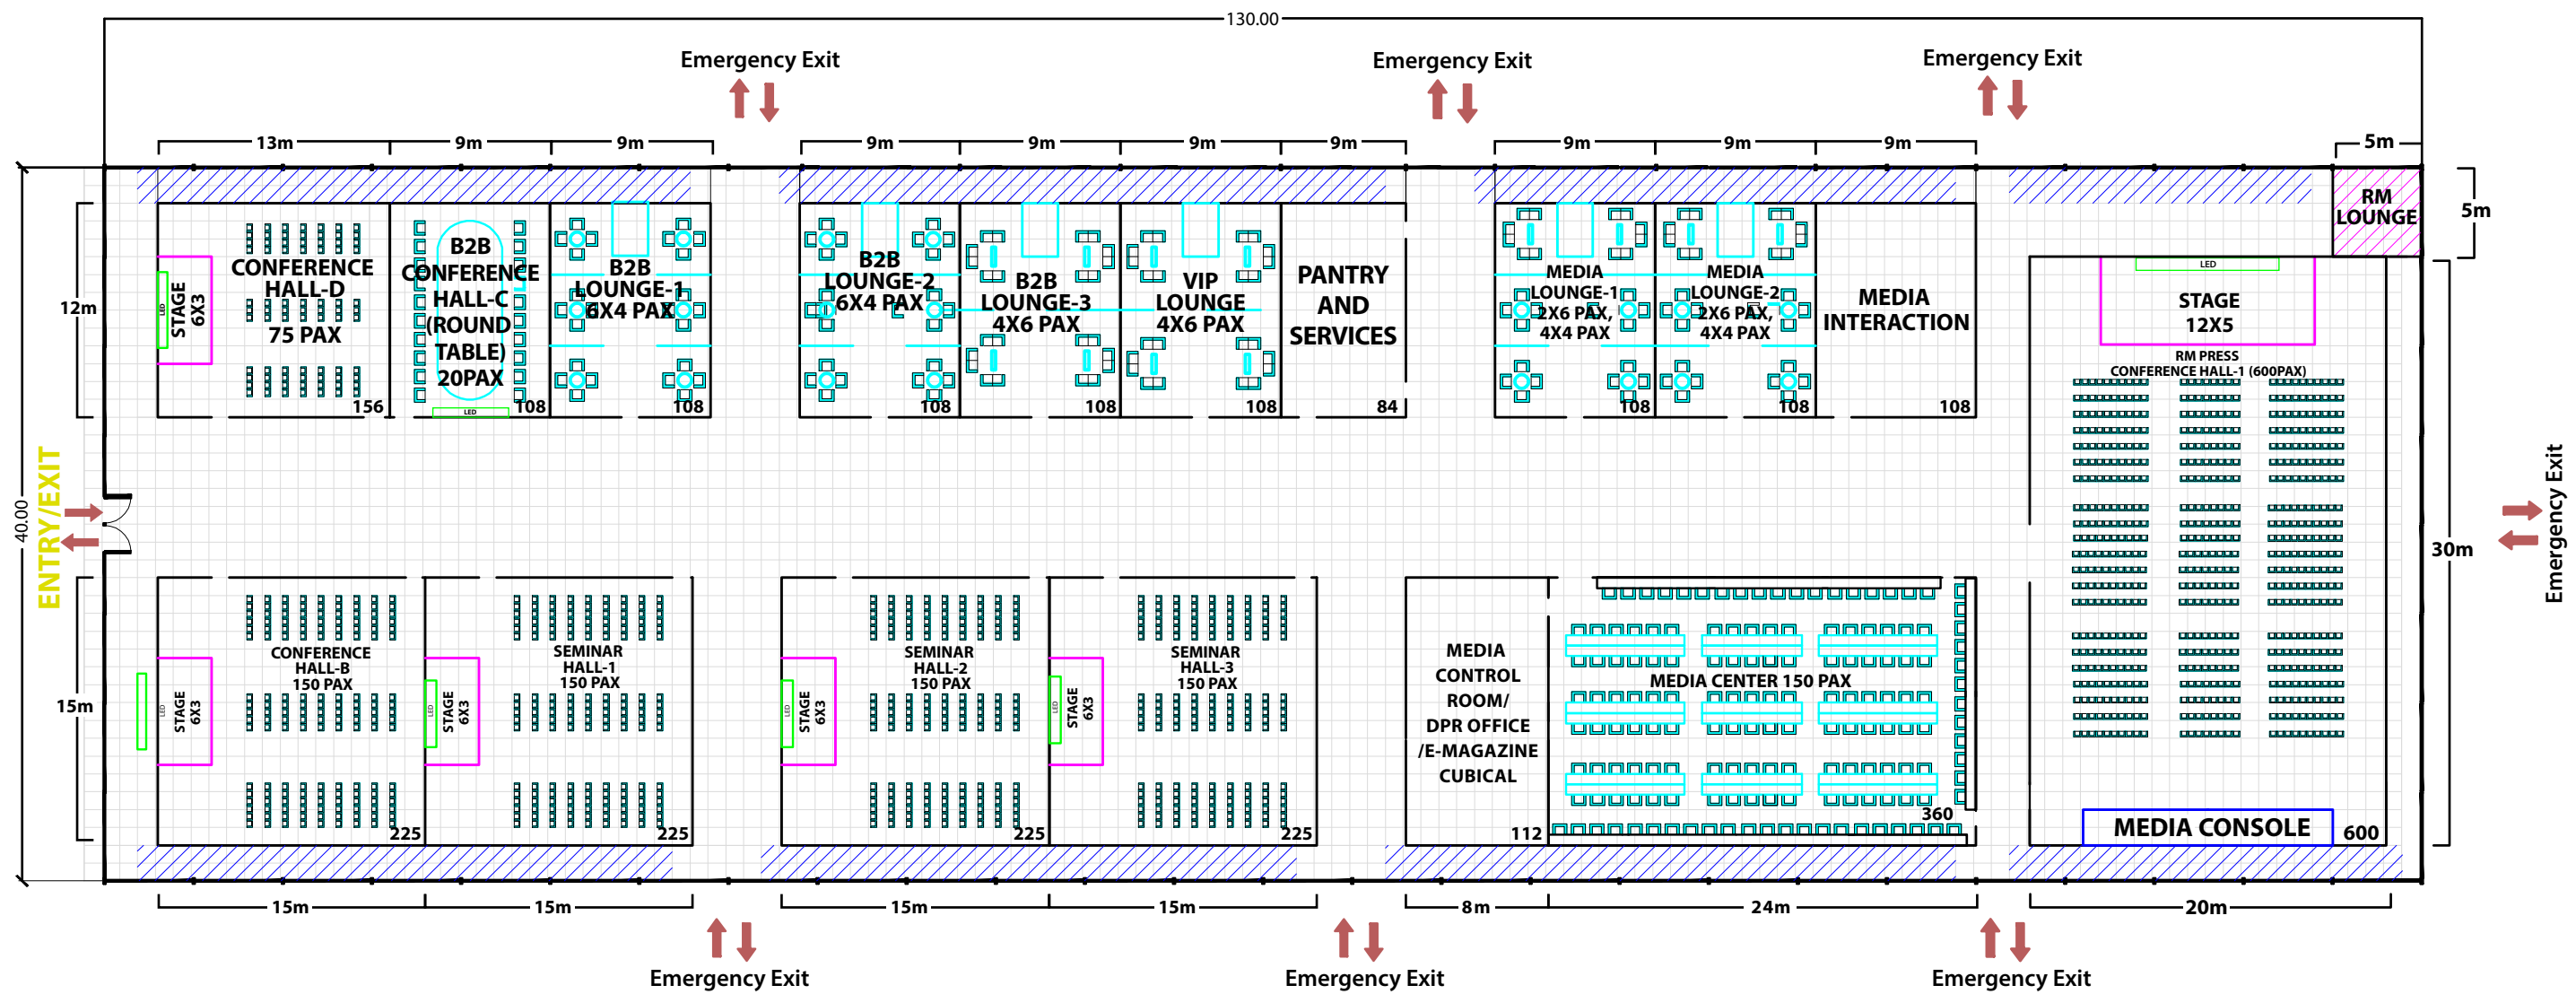 130.00
Emergency Exit
Emergency Exit
Emergency Exit
13m
9m
9m
9m
9m
9m
9m
9m
9m
9m
5m
RM
LOUNGE
5m
12m
LED
STAGE
6X3
CONFERENCE
HALL-D
75 PAX
156
B2B
CONFERENCE
HALL-C
(ROUND
TABLE)
20PAX
LED
108
B2B
LOUNGE-1
6X4 PAX
108
B2B
LOUNGE-2
6X4 PAX
108
B2B
LOUNGE-3
4X6 PAX
108
VIP
LOUNGE
4X6 PAX
108
PANTRY
AND
SERVICES
84
MEDIA
LOUNGE-1
2X6 PAX,
4X4 PAX
108
MEDIA
LOUNGE-2
2X6 PAX,
4X4 PAX
108
MEDIA
INTERACTION
108
LED
STAGE
12X5
RM PRESS
CONFERENCE HALL-1 (600PAX)
MEDIA CONSOLE
600
30m
Emergency Exit
40.00
ENTRY/EXIT
15m
LED
STAGE
6X3
CONFERENCE
HALL-B
150 PAX
225
LED
STAGE
6X3
SEMINAR
HALL-1
150 PAX
225
LED
STAGE
6X3
SEMINAR
HALL-2
150 PAX
225
LED
STAGE
6X3
SEMINAR
HALL-3
150 PAX
225
MEDIA
CONTROL
ROOM/
DPR OFFICE
/E-MAGAZINE
CUBICAL
112
MEDIA CENTER 150 PAX
360
15m
15m
15m
15m
8m
24m
20m
Emergency Exit
Emergency Exit
Emergency Exit